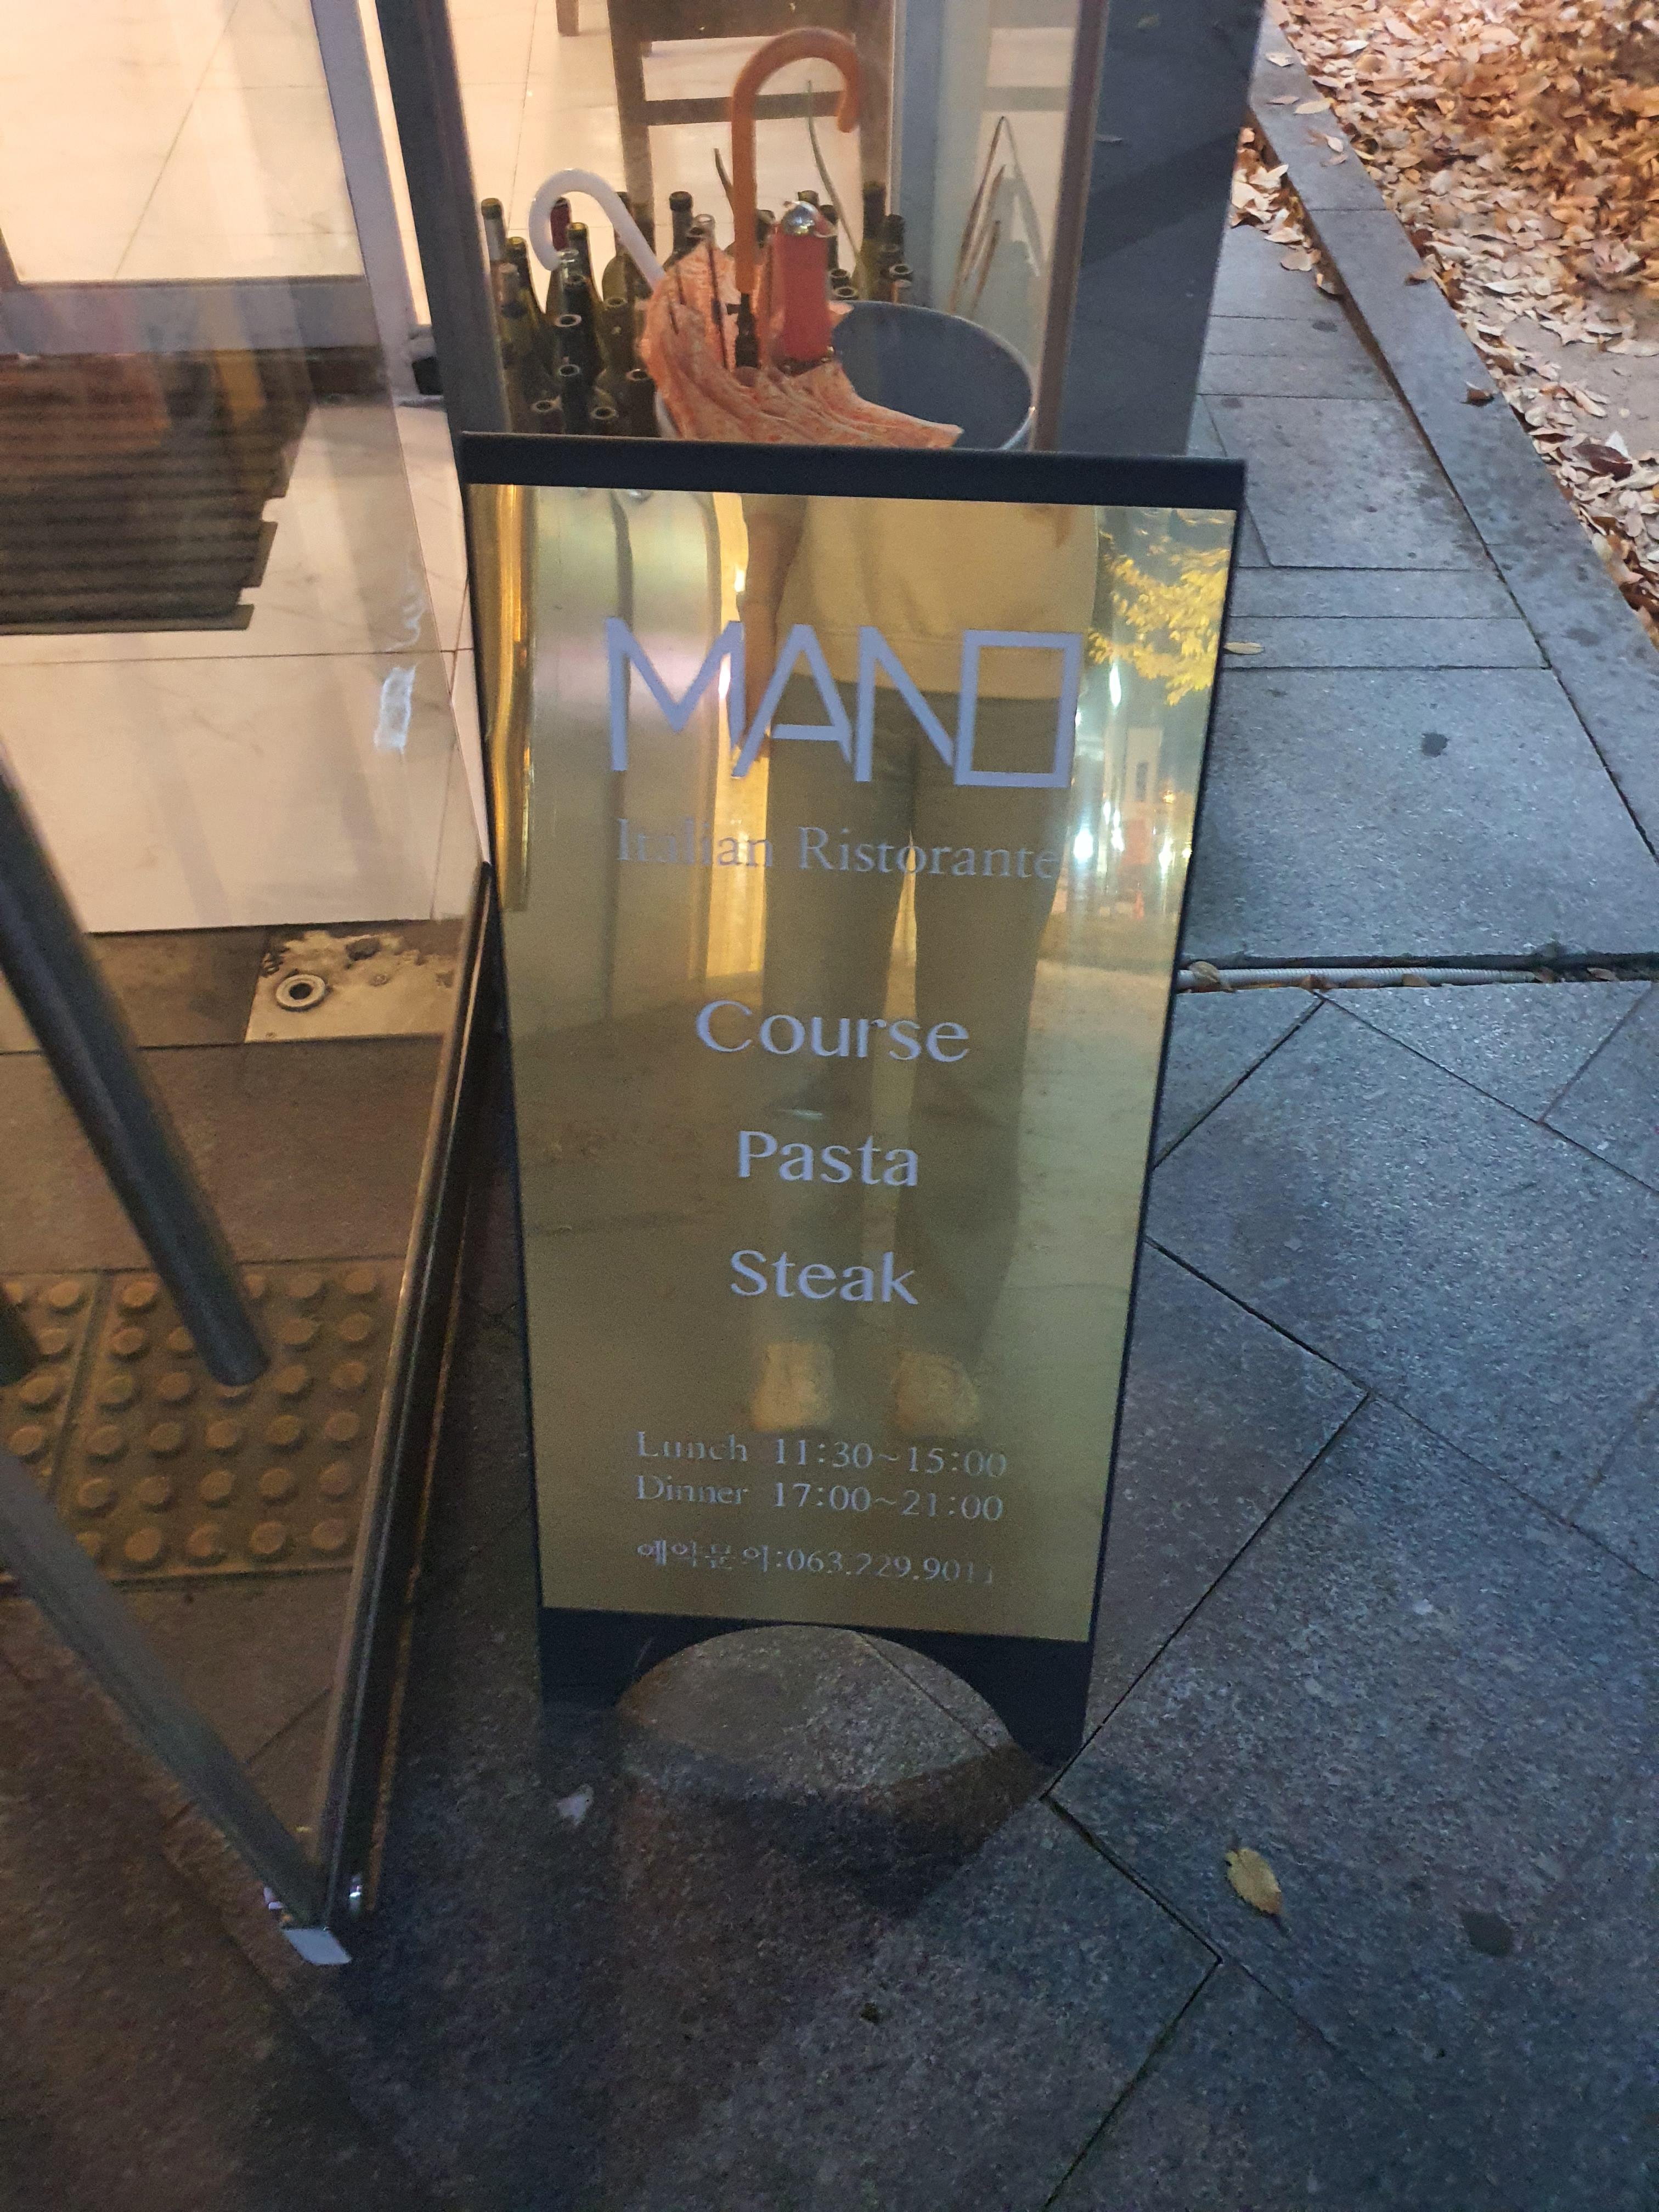 MANO
Italian Ristorante
Course
Pasta
Steak
Lunch 11:30~15:00
Dinner 17:00~21:00
예약문의:063.229.9011